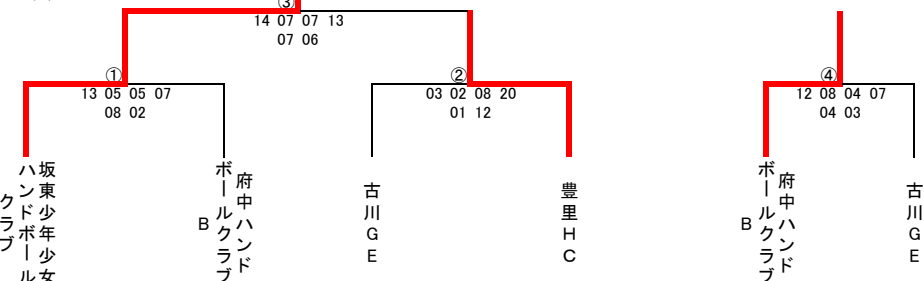 ③
14 07 07 13
07 06
①
13 05 05 07
08 02
②
03 02 08 20
01 12
④
12 08 04 07
04 03
坂東少年少女
ハンドボール
クラブ
府中ハンド
ボールクラブ
B
古川GE
豊里HC
府中ハンド
ボールクラブ
B
古川GE